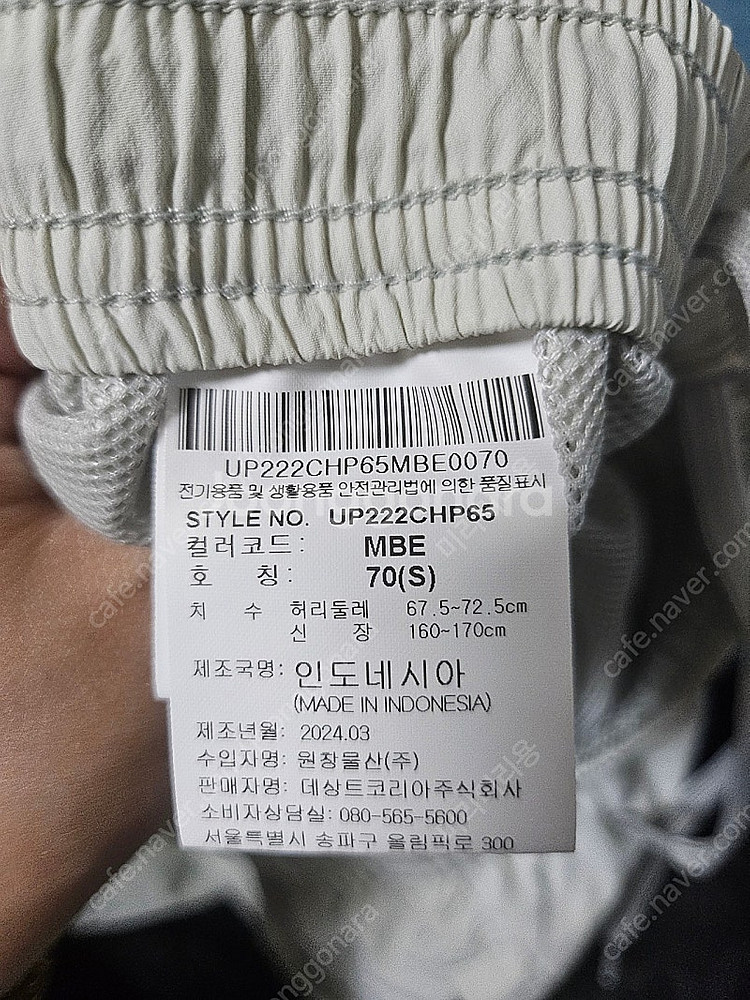 UP222CHP65MBE0070
전기용품 및 생활용품 안전관리법에 의한 품질표시
STYLE NO. UP222CHP65
컬러코드: MBE
호 칭: 70(S)
치 수 허리둘레 67.5~72.5cm
신 장 160~170cm
제조국명: 인도네시아
(MADE IN INDONESIA)
제조년월: 2024.03
수입자명: 원창물산(주)
판매자명: 데상트코리아주식회사
소비자상담실: 080-565-5600
서울특별시 송파구 올림픽로 300
cafe.naver.com